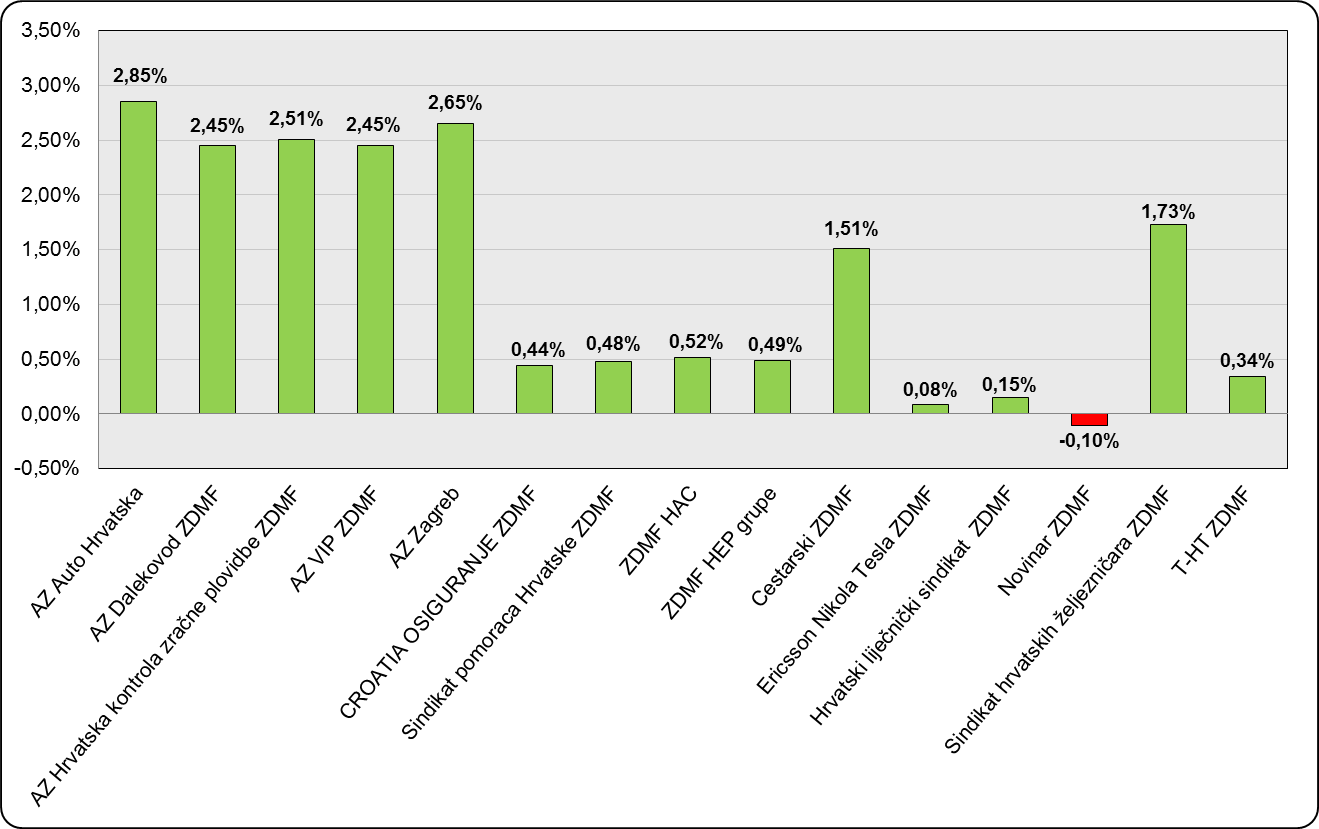 3,50%
3,00%
2,50%
2,00%
1,50%
1,00%
0,50%
0,00%
-0,50%
2,85%
2,45%
2,51%
2,45%
2,65%
0,44%
0,48%
0,52%
0,49%
1,51%
0,08%
0,15%
-0,10%
1,73%
0,34%
AZ Auto Hrvatska
AZ Dalekovod ZDMF
AZ Hrvatska kontrola zračne plovidbe ZDMF
AZ VIP ZDMF
AZ Zagreb
CROATIA OSIGURANJE ZDMF
Sindikat pomoraca Hrvatske ZDMF
ZDMF HAC
ZDMF HEP grupe
Cestarski ZDMF
Ericsson Nikola Tesla ZDMF
Hrvatski liječnički sindikat  ZDMF
Novinar ZDMF
Sindikat hrvatskih željezničara ZDMF
T-HT ZDMF